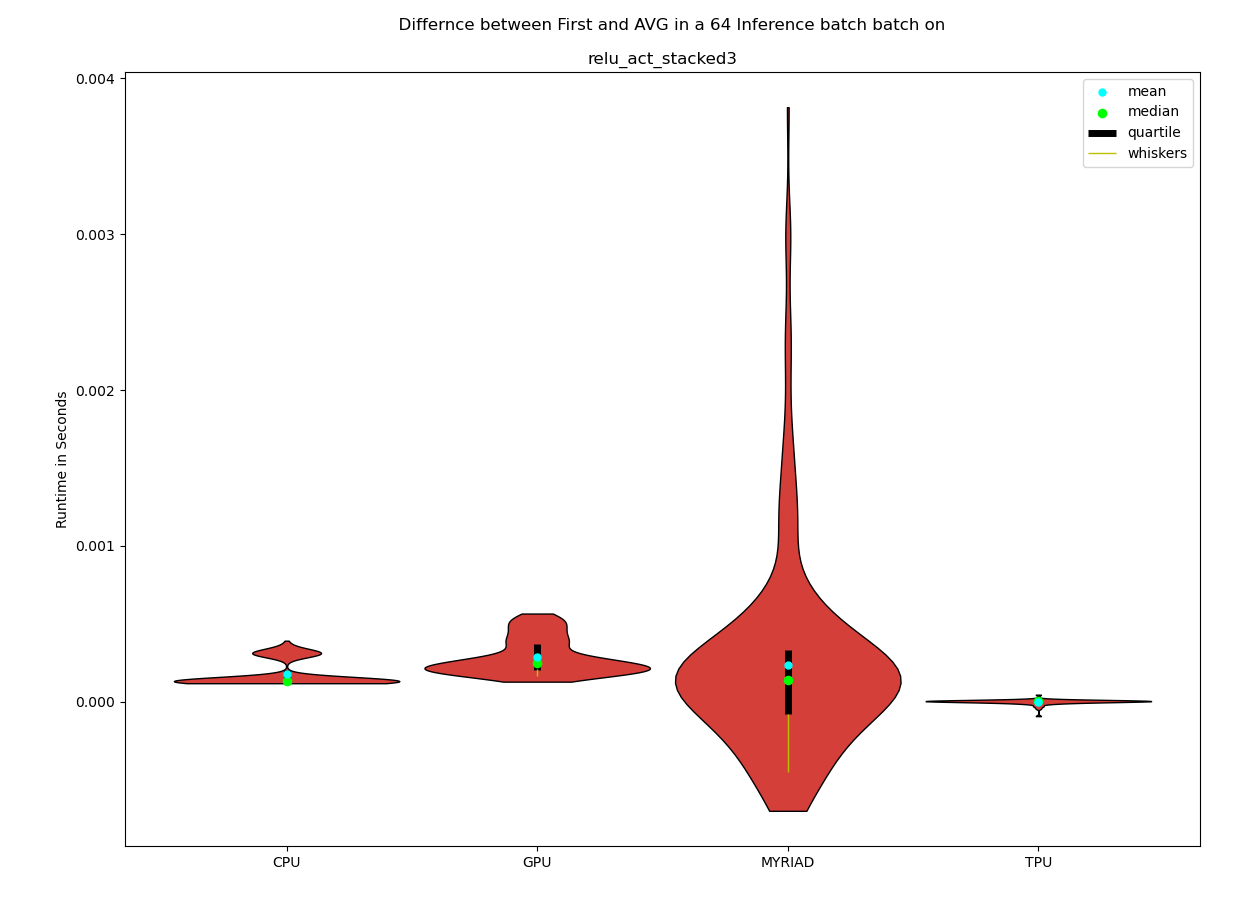 Differnce between First and AVG in a 64 Inference batch batch on
relu_act_stacked3
0.004
0.003
0.002
0.001
0.000
Runtime in Seconds
mean
median
quartile
whiskers
CPU
GPU
MYRIAD
TPU